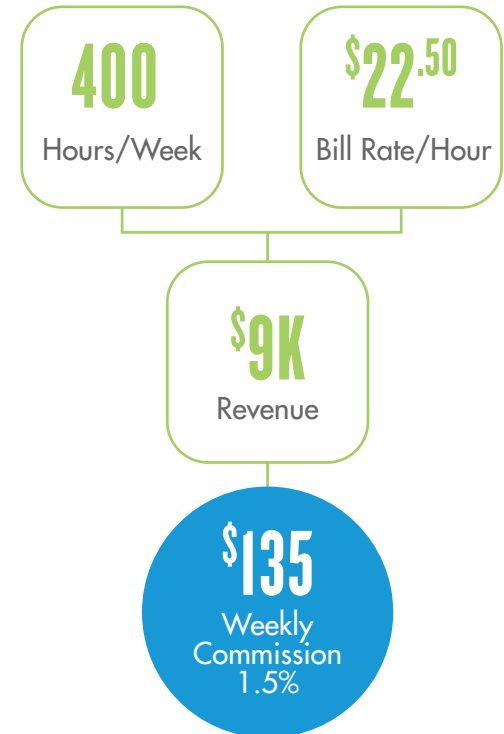 400
Hours/Week
$22.50
Bill Rate/Hour
$9K
Revenue
$135
Weekly
Commission
1.5%